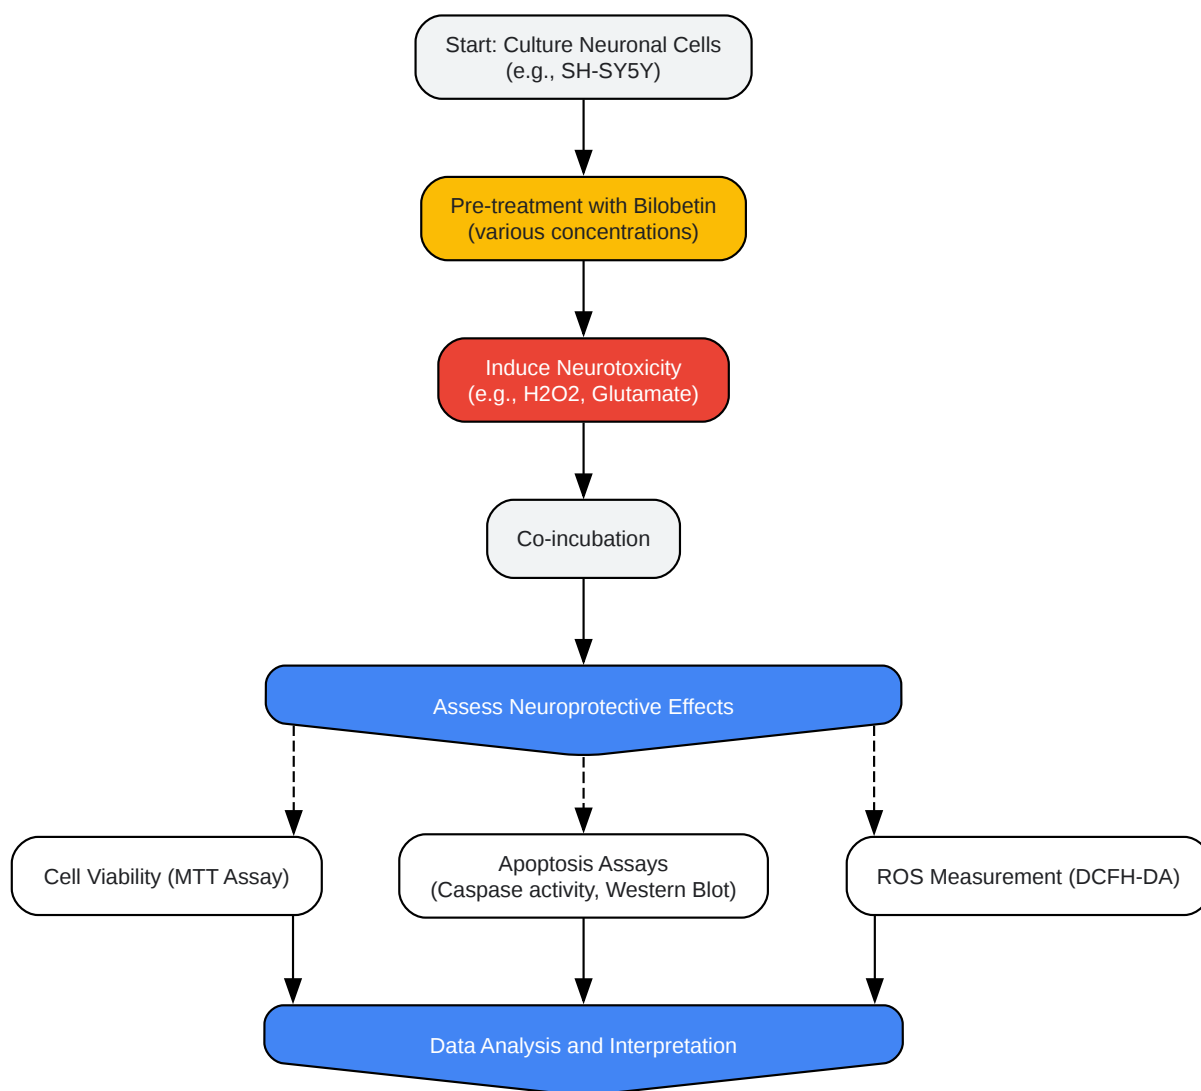 Start: Culture Neuronal Cells
(e.g., SH-SY5Y)
Pre-treatment with Bilobetin
(various concentrations)
Induce Neurotoxicity
(e.g., H2O2, Glutamate)
Co-incubation
Assess Neuroprotective Effects
Cell Viability (MTT Assay)
Apoptosis Assays
(Caspase activity, Western Blot)
ROS Measurement (DCFH-DA)
Data Analysis and Interpretation